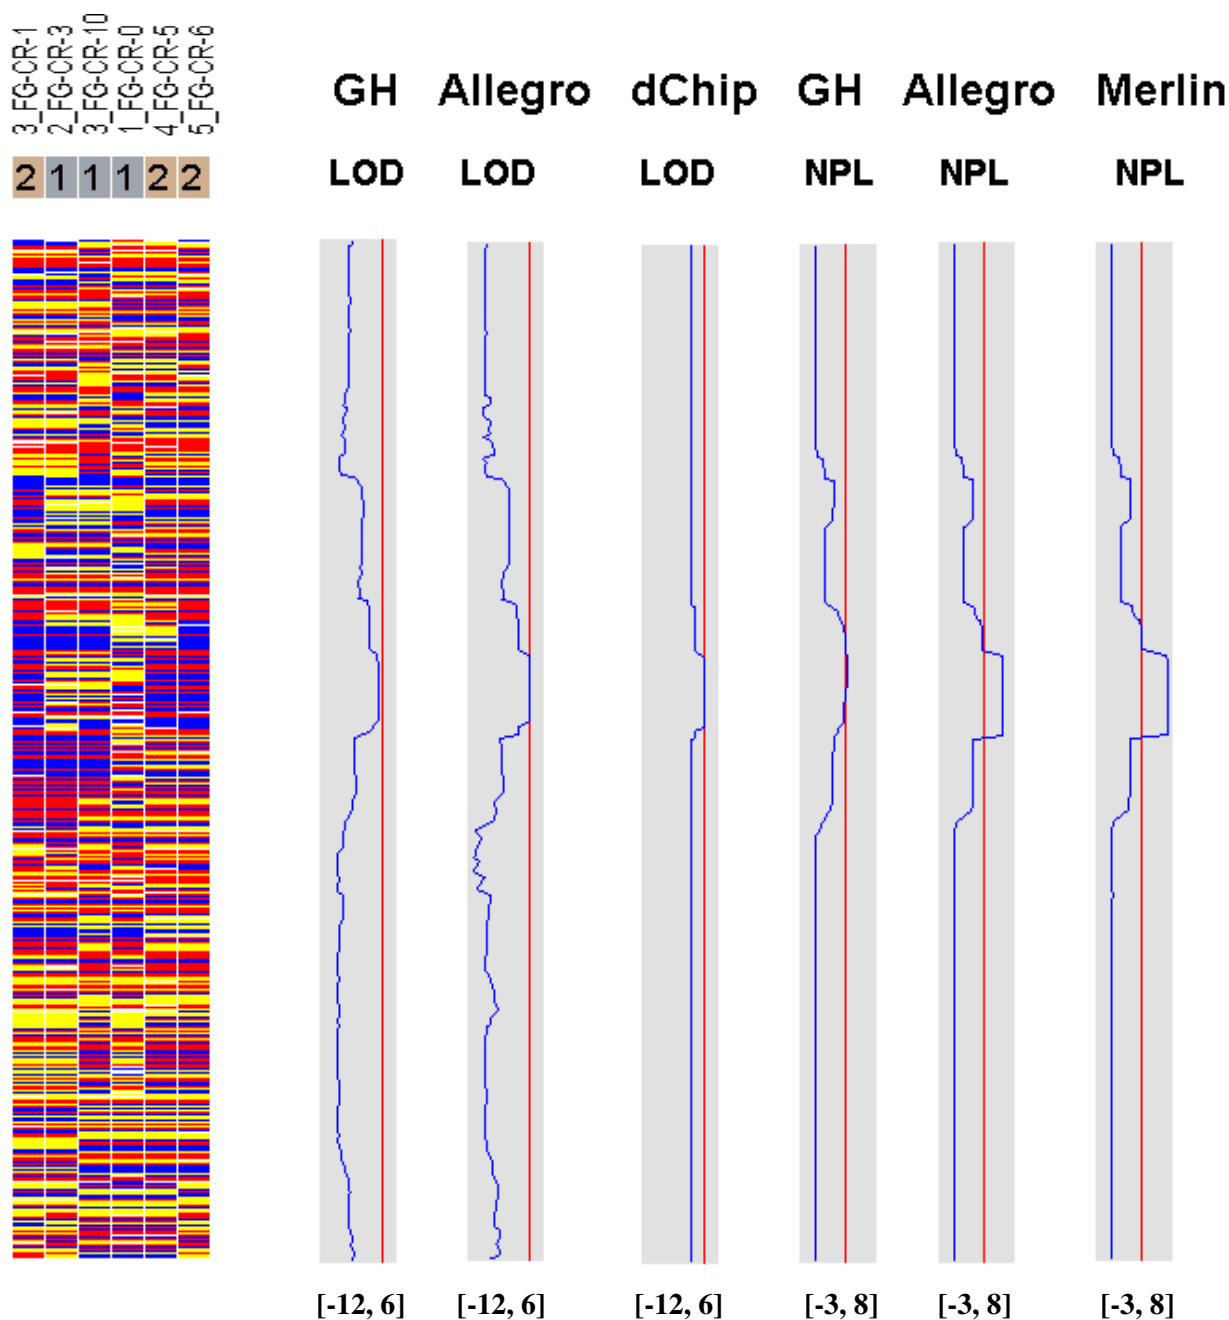 3_FG-CR-1
2_FG-CR-3
3_FG-CR-10
1_FG-CR-0
4_FG-CR-5
5_FG-CR-6
GH Allegro dChip GH Allegro Merlin
2 1 1 1 2 2 LOD LOD LOD NPL NPL NPL
[-12, 6] [-12, 6] [-12, 6] [-3, 8] [-3, 8] [-3, 8]